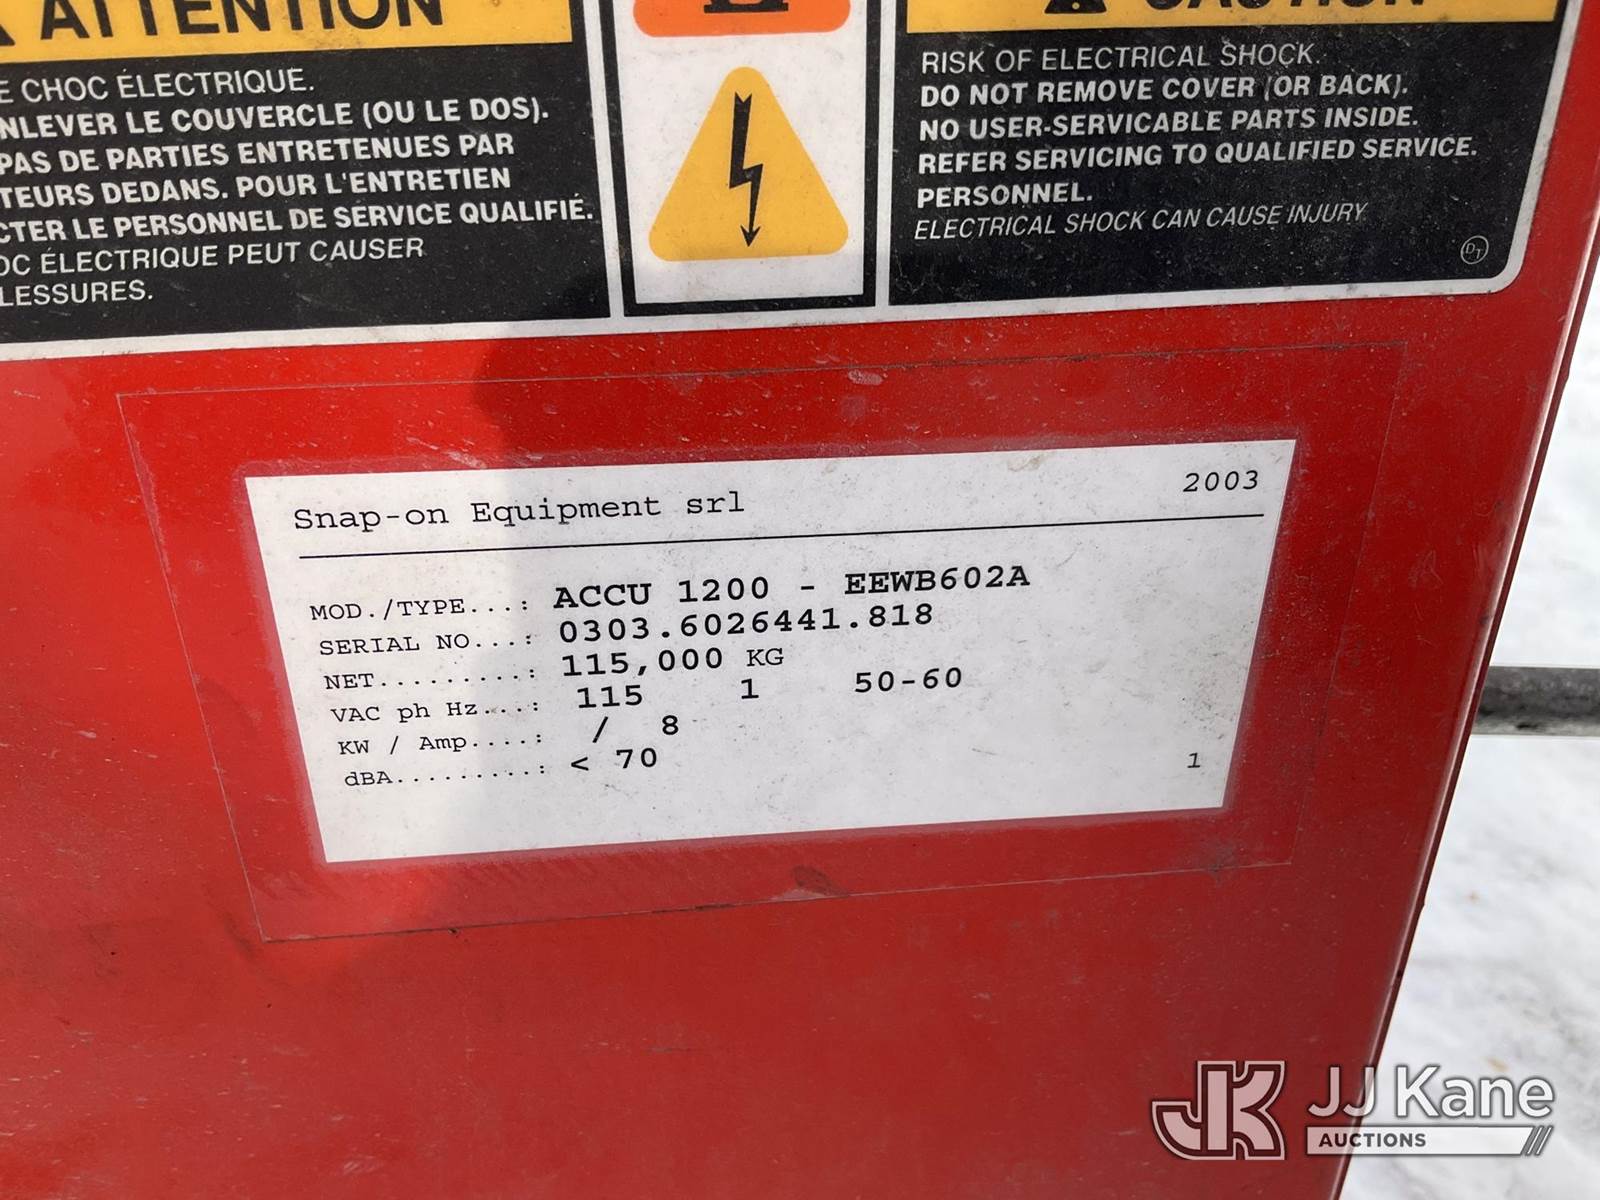 ATTENTION
E CHOC ÉLECTRIQUE.
NLEVER LE COUVERCLE (OU LE DOS).
PAS DE PARTIES ENTRETENUES PAR
TEURS DEDANS. POUR L'ENTRETIEN
CTER LE PERSONNEL DE SERVICE QUALIFIÉ.
OC ÉLECTRIQUE PEUT CAUSER
LESSURES.
CAUTION
RISK OF ELECTRICAL SHOCK.
DO NOT REMOVE COVER (OR BACK).
NO USER-SERVICABLE PARTS INSIDE.
REFER SERVICING TO QUALIFIED SERVICE.
PERSONNEL.
ELECTRICAL SHOCK CAN CAUSE INJURY
DT
Snap-on Equipment srl 2003
MOD./TYPE...: ACCU 1200 - EEWB602A
SERIAL NO...: 0303.6026441.818
NET.........: 115,000 KG
VAC ph Hz...: 115 1 50-60
KW / Amp....: / 8
dBA.........: < 70
1
JK JJ Kane
AUCTIONS